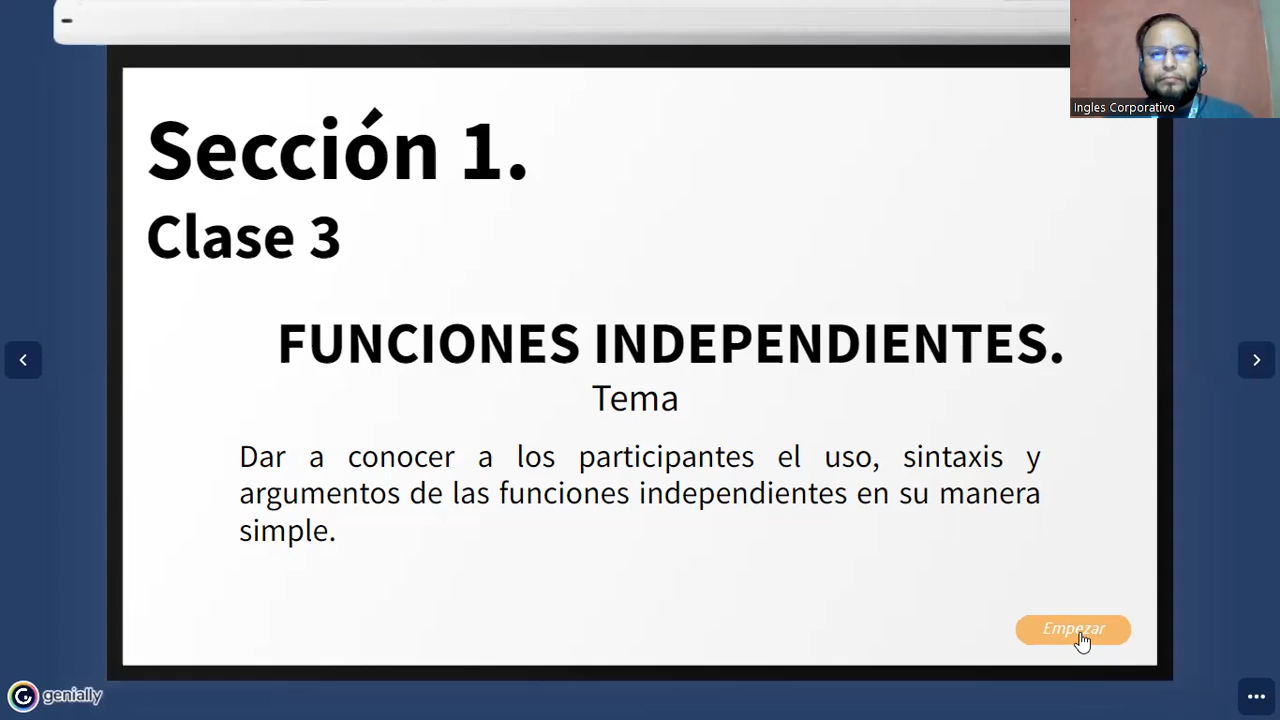 Ingles Corporativo
Sección 1.
Clase 3
FUNCIONES INDEPENDIENTES.
Tema
Dar a conocer a los participantes el uso, sintaxis y
argumentos de las funciones independientes en su manera
simple.
Empezar
genially